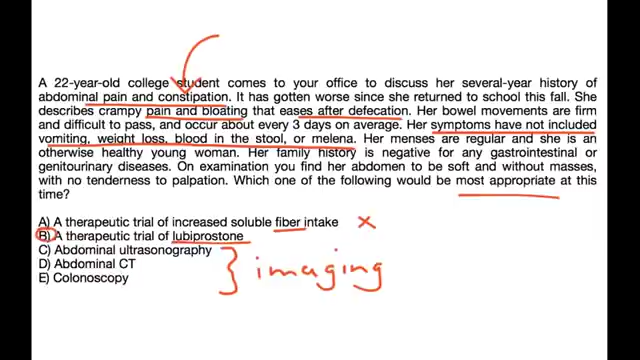 A 22-year-old college student comes to your office to discuss her several-year history of
abdominal pain and constipation. It has gotten worse since she returned to school this fall. She
describes crampy pain and bloating that eases after defecation. Her bowel movements are firm
and difficult to pass, and occur about every 3 days on average. Her symptoms have not included
vomiting, weight loss, blood in the stool, or melena. Her menses are regular and she is an
otherwise healthy young woman. Her family history is negative for any gastrointestinal or
genitourinary diseases. On examination you find her abdomen to be soft and without masses,
with no tenderness to palpation. Which one of the following would be most appropriate at this
time?
A) A therapeutic trial of increased soluble fiber intake X
B) A therapeutic trial of lubiprostone
C) Abdominal ultrasonography
D) Abdominal CT
E) Colonoscopy
imaging